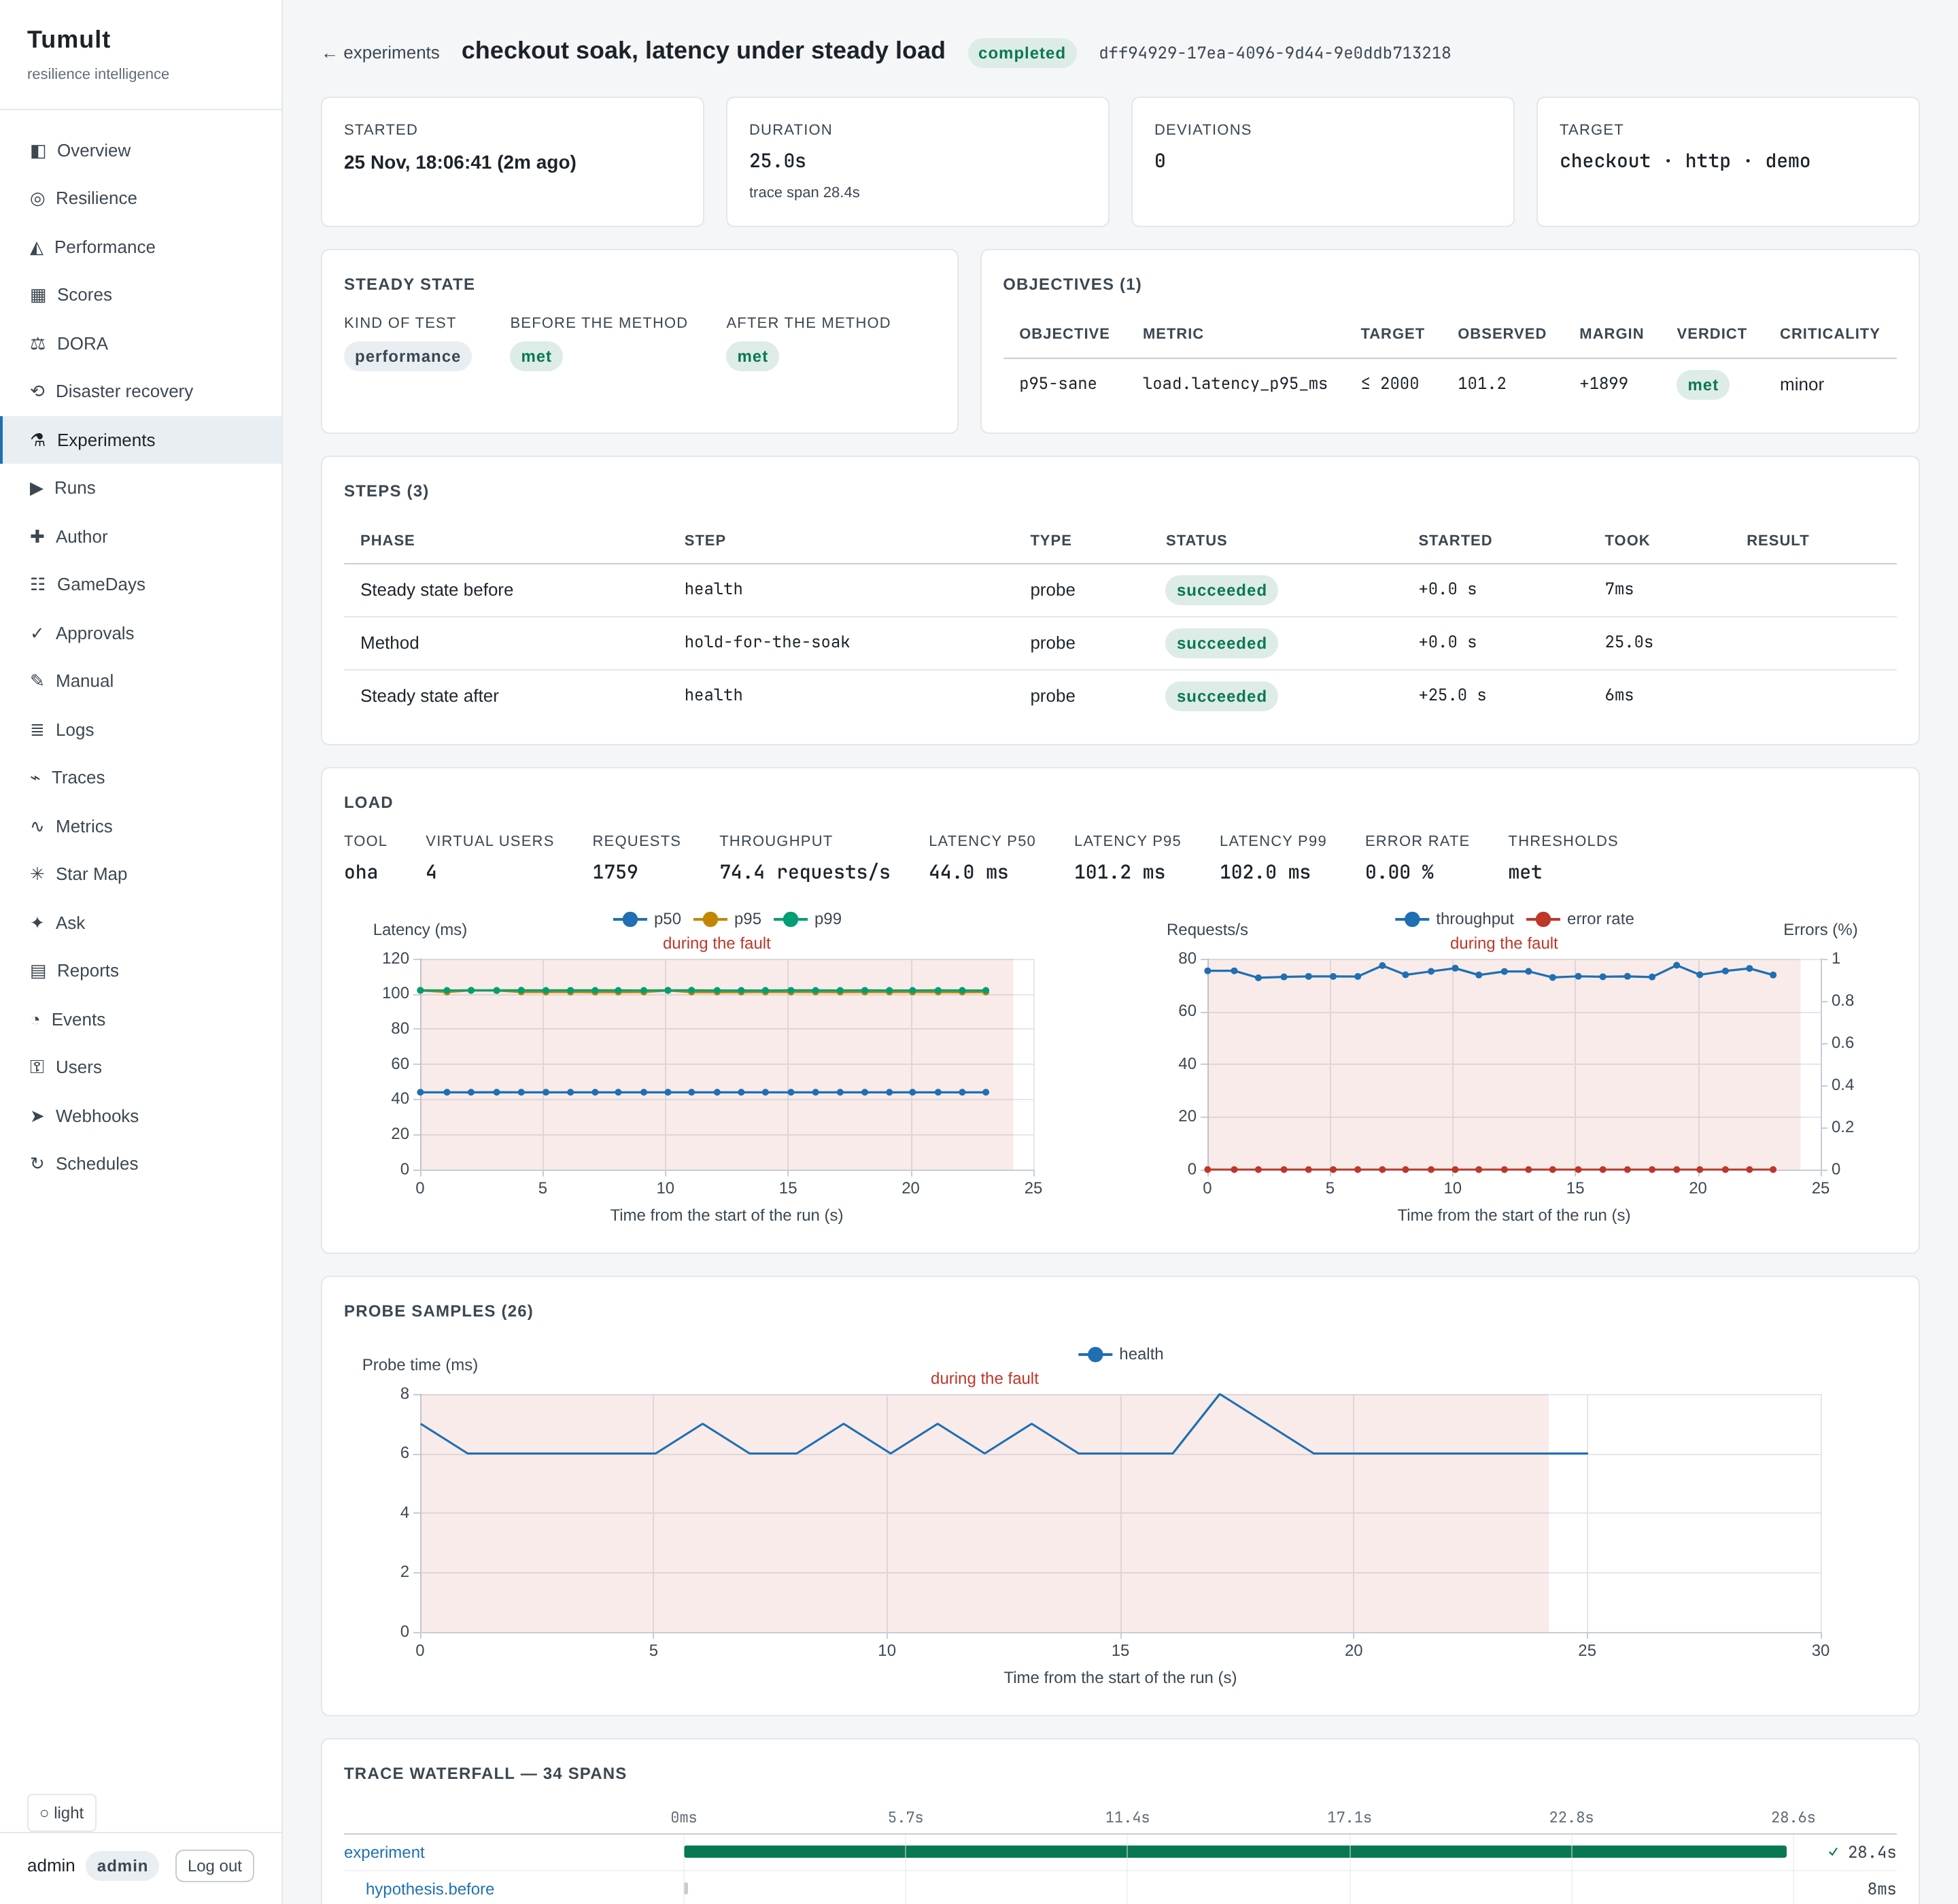 Tumult
resilience intelligence
Overview
Resilience
Performance
Scores
DORA
Disaster recovery
Experiments
Runs
Author
GameDays
Approvals
Manual
Logs
Traces
Metrics
Star Map
Ask
Reports
Events
Users
Webhooks
Schedules
○ light
admin admin Log out
← experiments checkout soak, latency under steady load completed dff94929-17ea-4096-9d44-9e0ddb713218
STARTED
25 Nov, 18:06:41 (2m ago)
DURATION
25.0s
trace span 28.4s
DEVIATIONS
0
TARGET
checkout · http · demo
STEADY STATE
KIND OF TEST BEFORE THE METHOD AFTER THE METHOD
performance met met
OBJECTIVES (1)
OBJECTIVE METRIC TARGET OBSERVED MARGIN VERDICT CRITICALITY
p95-sane load.latency_p95_ms ≤ 2000 101.2 +1899 met minor
STEPS (3)
PHASE STEP TYPE STATUS STARTED TOOK RESULT
Steady state before health probe succeeded +0.0 s 7ms
Method hold-for-the-soak probe succeeded +0.0 s 25.0s
Steady state after health probe succeeded +25.0 s 6ms
LOAD
TOOL VIRTUAL USERS REQUESTS THROUGHPUT LATENCY P50 LATENCY P95 LATENCY P99 ERROR RATE THRESHOLDS
oha 4 1759 74.4 requests/s 44.0 ms 101.2 ms 102.0 ms 0.00 % met
p50 p95 p99
Latency (ms)
during the fault
120
100
80
60
40
20
0
0 5 10 15 20 25
Time from the start of the run (s)
throughput error rate
Requests/s Errors (%)
during the fault
80 1
0.8
60
0.6
40
0.4
20
0.2
0 0
0 5 10 15 20 25
Time from the start of the run (s)
PROBE SAMPLES (26)
health
Probe time (ms)
during the fault
8
6
4
2
0
0 5 10 15 20 25 30
Time from the start of the run (s)
TRACE WATERFALL — 34 SPANS
0ms 5.7s 11.4s 17.1s 22.8s 28.6s
experiment ✓ 28.4s
hypothesis.before 8ms